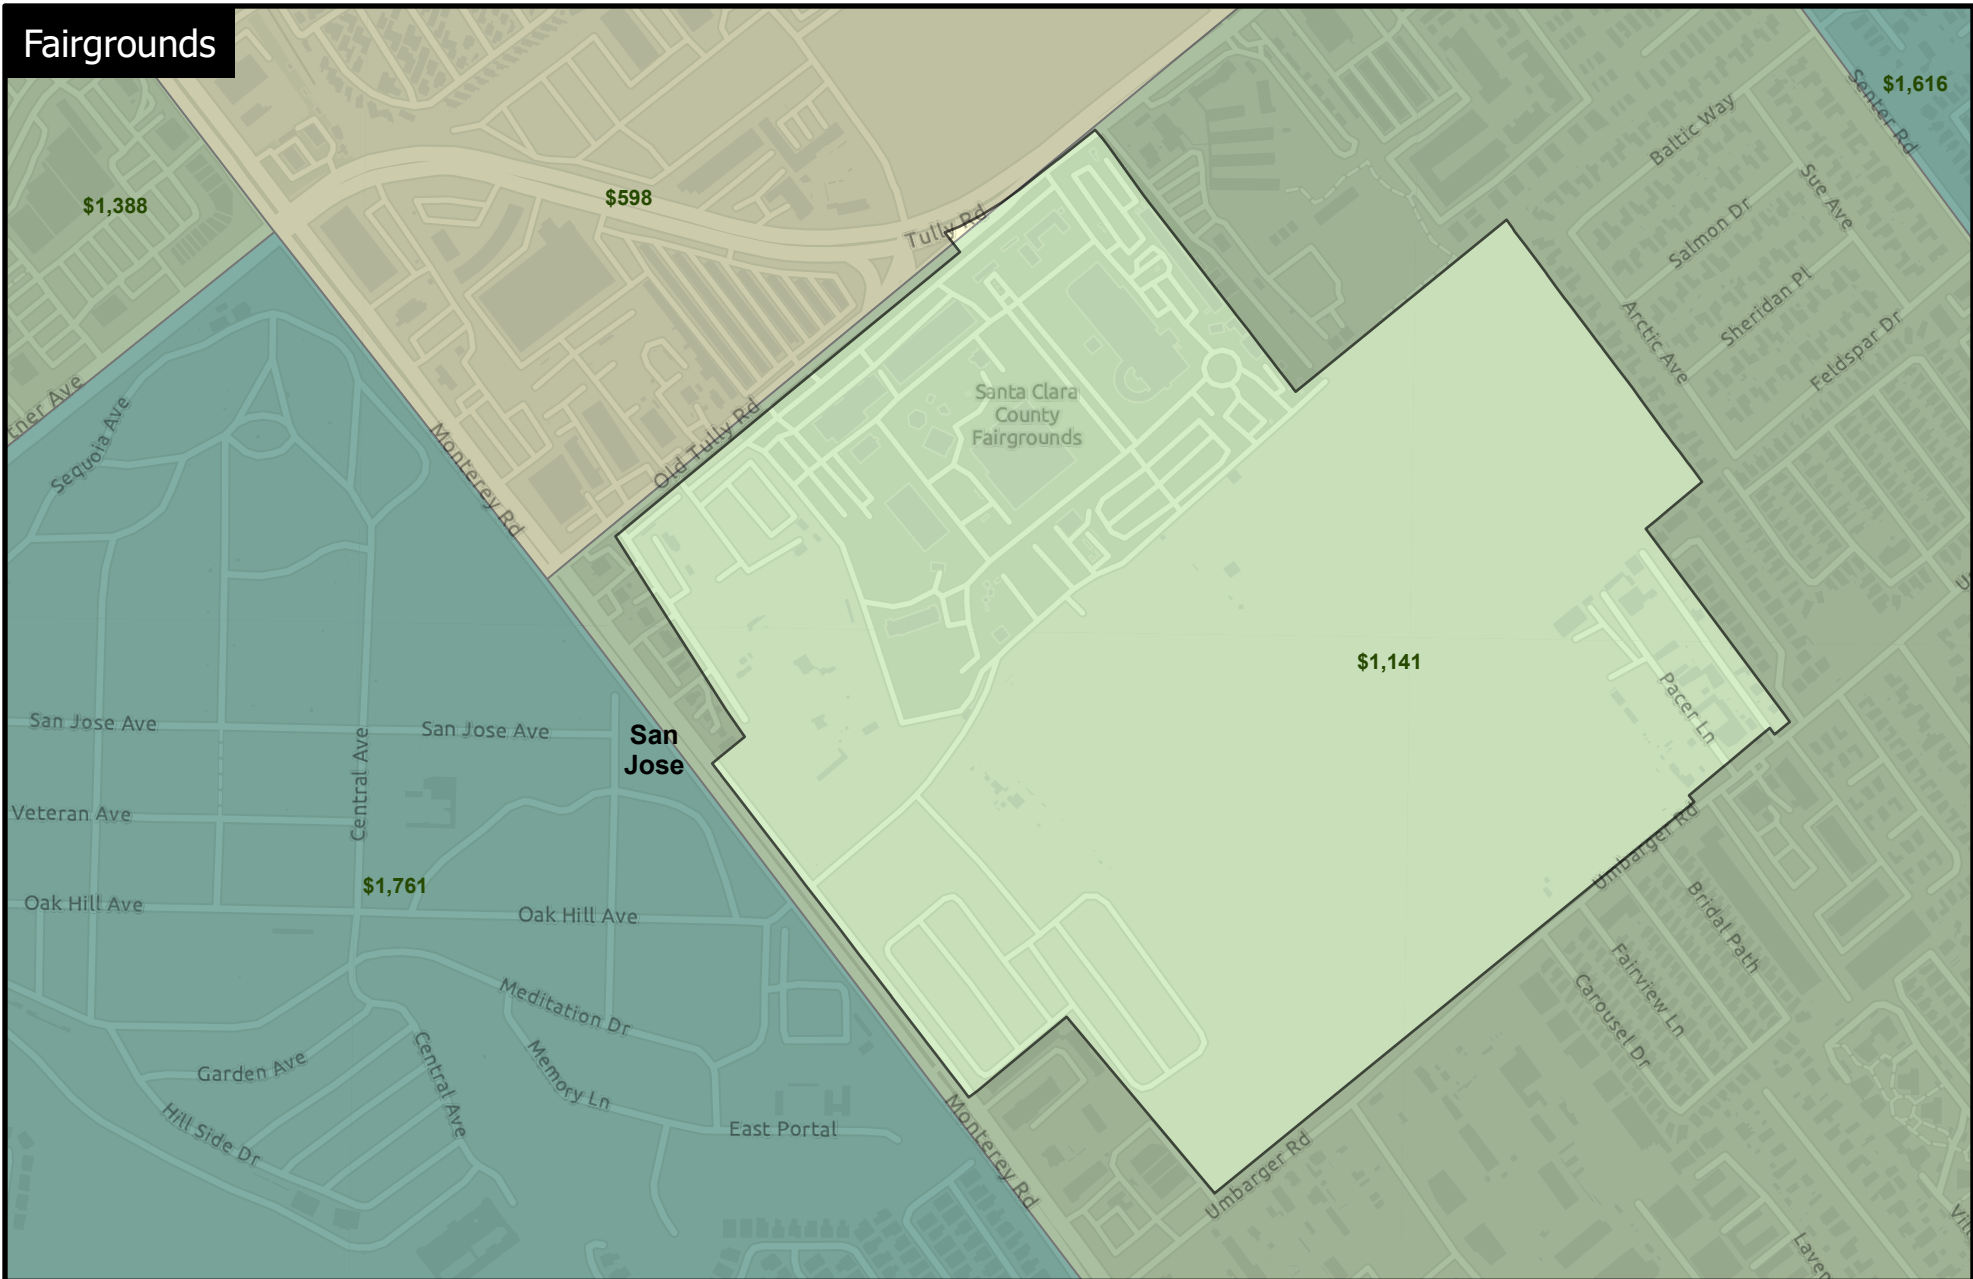 Fairgrounds
$1,616
Senter Rd
Baltic Way
Sue Ave
$1,388
$598
Tully Rd
Salmon Dr
Sheridan Pl
Arctic Ave
Feldspar Dr
Santa Clara
County
Fairgrounds
Sequoia Ave
Monterey Rd
Old Tully Rd
$1,141
Pacer Ln
San Jose Ave
San Jose Ave
San
Jose
Central Ave
Veteran Ave
Umbarger Rd
$1,761
Oak Hill Ave
Oak Hill Ave
Bridal Path
Fairview Ln
Carousel Dr
Meditation Dr
Garden Ave
Central Ave
Memory Ln
Hill Side Dr
East Portal
Monterey Rd
Umbarger Rd